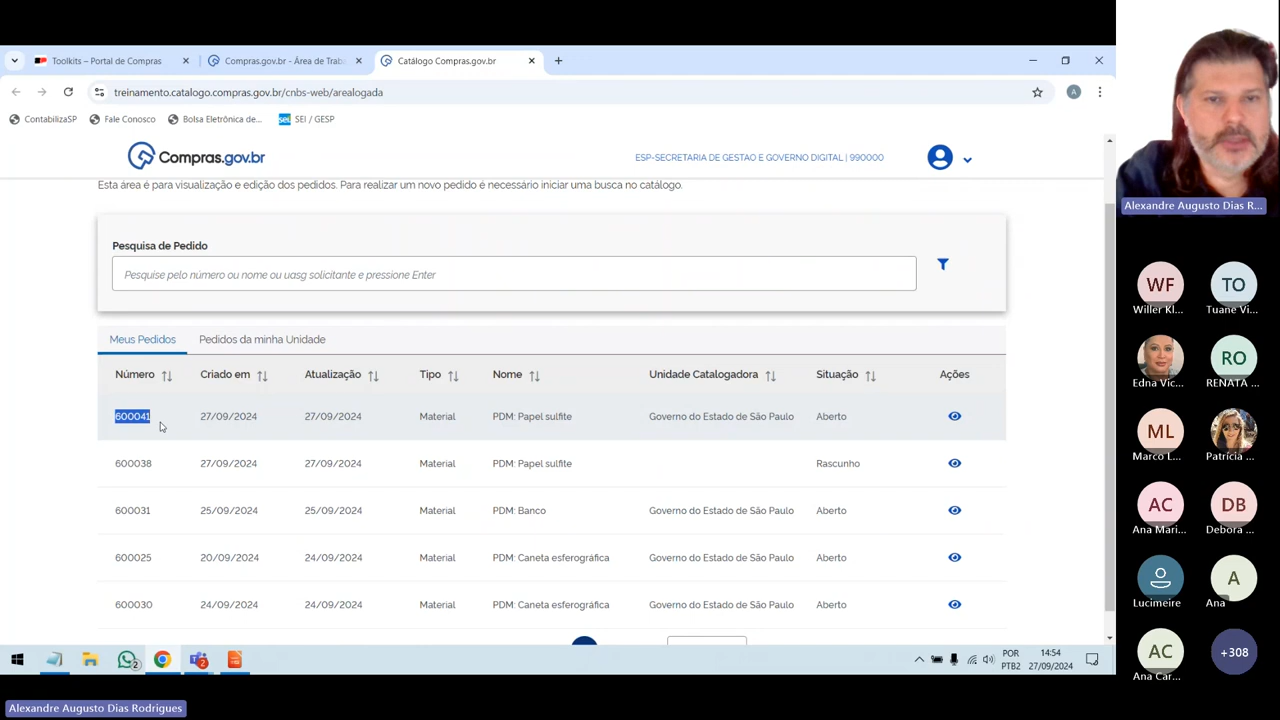 Toolkits – Portal de Compras
Compras.gov.br - Área de Trab
Catálogo Compras.gov.br
treinamento.catalogo.compras.gov.br/cnbs-web/arealogada
A
ContabilizaSP
Fale Conosco
Bolsa Eletrônica de...
sei!
SEI / GESP
Compras.gov.br
ESP-SECRETARIA DE GESTAO E GOVERNO DIGITAL | 990000
Esta área é para visualização e edição dos pedidos. Para realizar um novo pedido é necessário iniciar uma busca no catálogo.
Pesquisa de Pedido
Pesquise pelo número ou nome ou uasg solicitante e pressione Enter
Meus Pedidos Pedidos da minha Unidade
Número Criado em Atualização Tipo Nome Unidade Catalogadora Situação Ações
600041 27/09/2024 27/09/2024 Material PDM: Papel sulfite Governo do Estado de São Paulo Aberto
600038 27/09/2024 27/09/2024 Material PDM: Papel sulfite Rascunho
600031 25/09/2024 25/09/2024 Material PDM: Banco Governo do Estado de São Paulo Aberto
600025 20/09/2024 24/09/2024 Material PDM: Caneta esferográfica Governo do Estado de São Paulo Aberto
600030 24/09/2024 24/09/2024 Material PDM: Caneta esferográfica Governo do Estado de São Paulo Aberto
2
2
POR
PTB2
14:54
27/09/2024
Alexandre Augusto Dias Rodrigues
Alexandre Augusto Dias R...
WF
Willer Kl...
TO
Tuane Vi...
Edna Vic...
RO
RENATA ...
ML
Marco L...
Patrícia ...
AC
Ana Mari...
DB
Debora ...
Lucimeire
A
Ana
AC
Ana Car...
+308